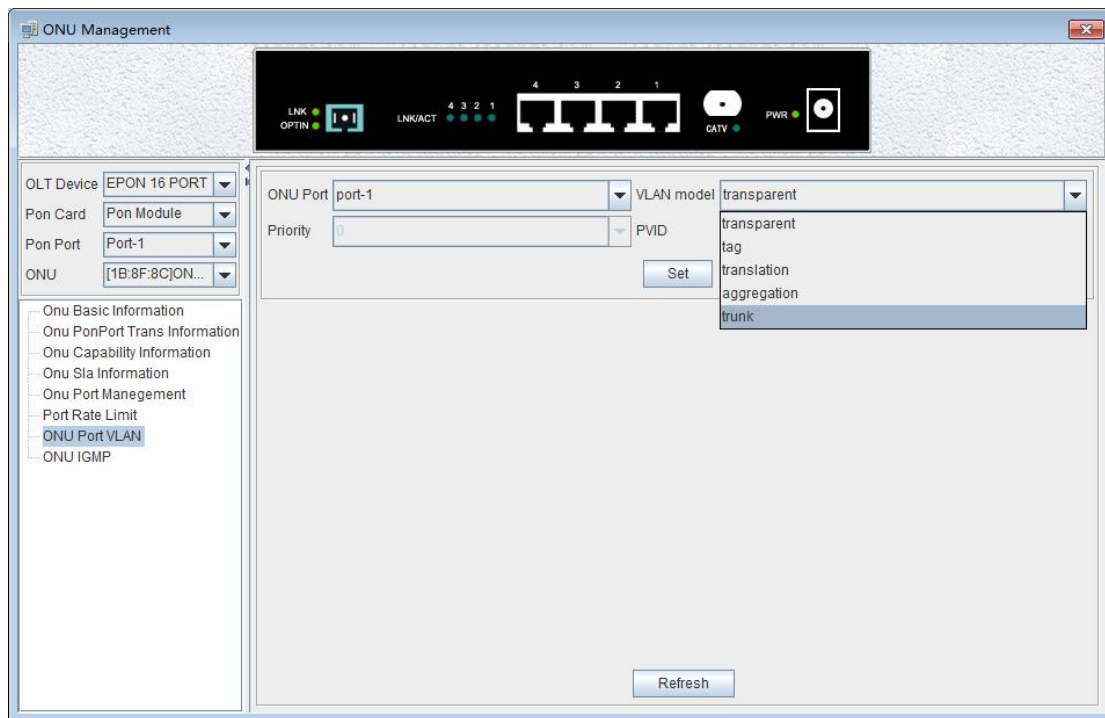 ONU Management
4 3 2 1
LNK
OPTIN
LNK/ACT
4 3 2 1
CATV
PWR
OLT Device EPON 16 PORT
Pon Card Pon Module
Pon Port Port-1
ONU [1B:8F:8C]ON...
ONU Port port-1 VLAN model transparent
Priority 0 PVID
Set
transparent
tag
translation
aggregation
trunk
Onu Basic Information
Onu PonPort Trans Information
Onu Capability Information
Onu Sla Information
Onu Port Manegement
Port Rate Limit
ONU Port VLAN
ONU IGMP
Refresh